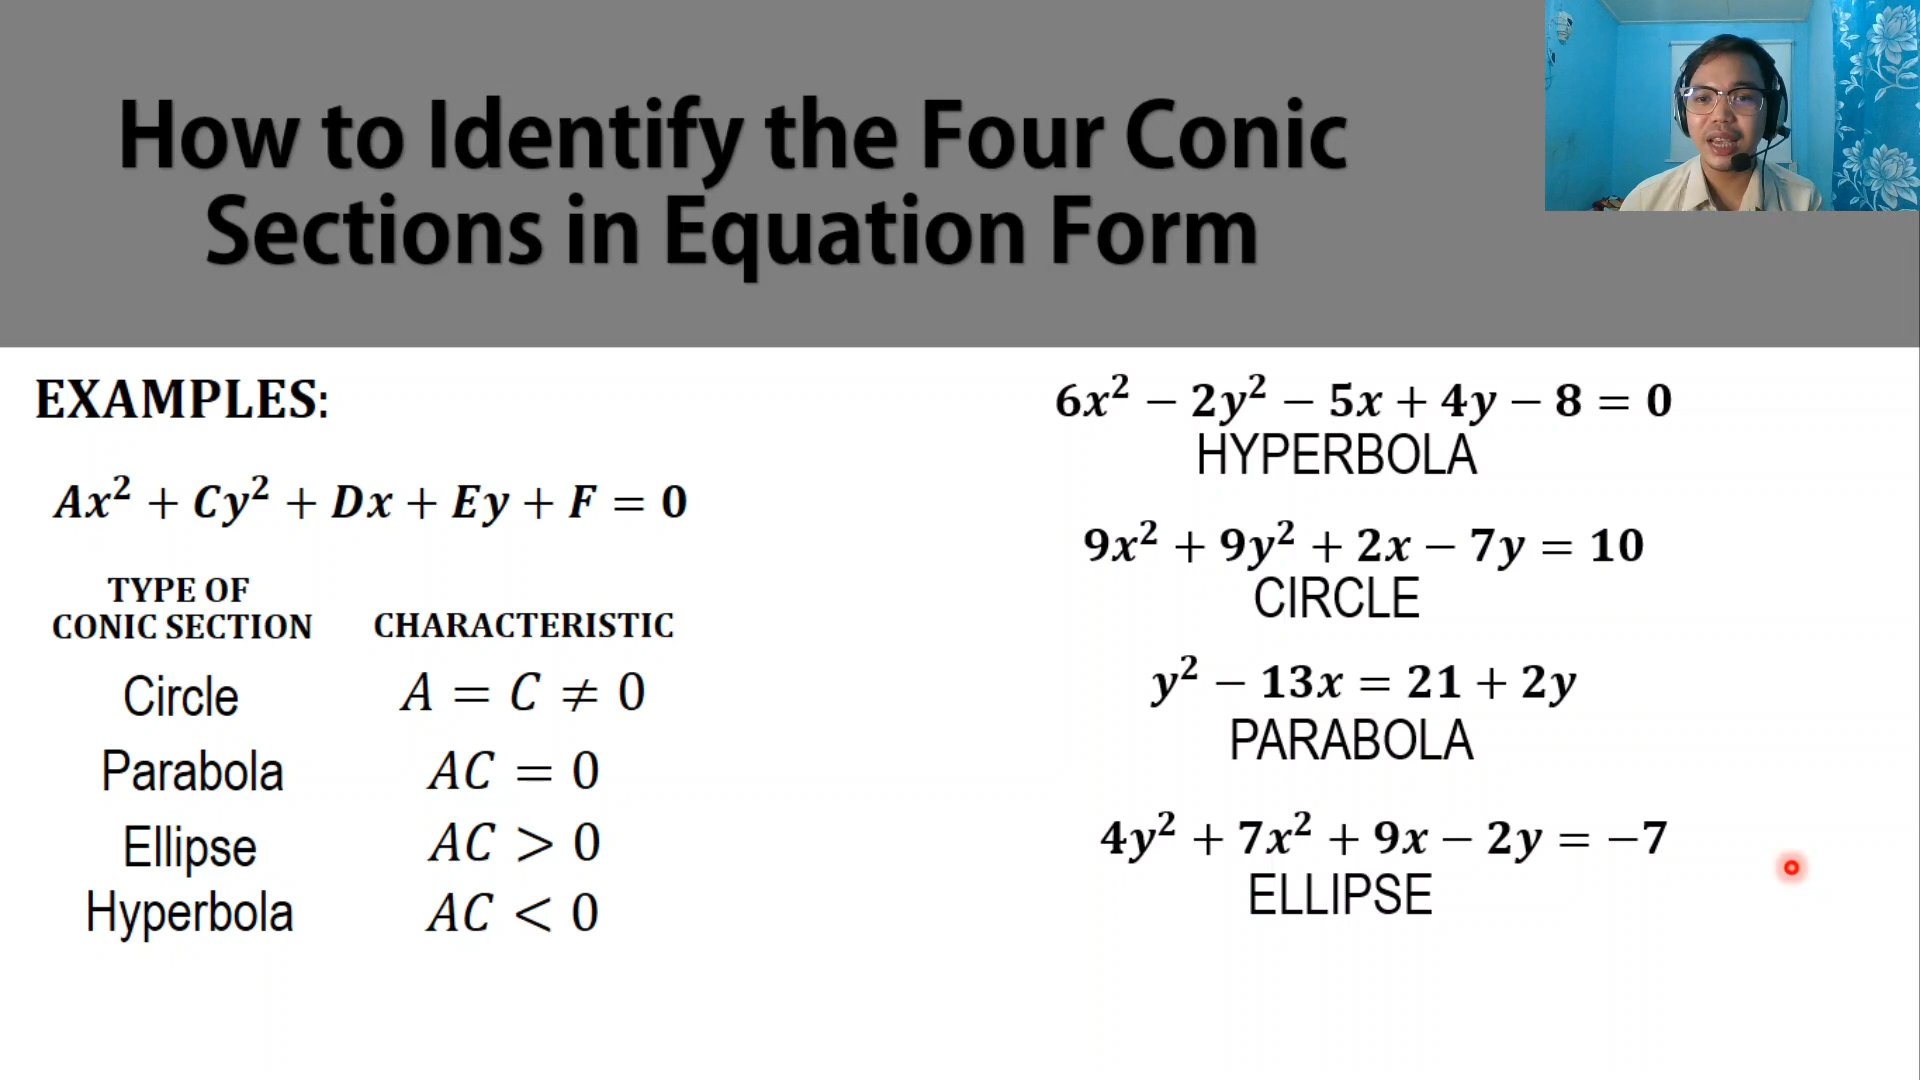 How to Identify the Four Conic
Sections in Equation Form
EXAMPLES:
Ax² + Cy² + Dx + Ey + F = 0
TYPE OF
CONIC SECTION
CHARACTERISTIC
Circle
A = C ≠ 0
Parabola
AC = 0
Ellipse
AC > 0
Hyperbola
AC < 0
6x² − 2y² − 5x + 4y − 8 = 0
HYPERBOLA
9x² + 9y² + 2x − 7y = 10
CIRCLE
y² − 13x = 21 + 2y
PARABOLA
4y² + 7x² + 9x − 2y = −7
ELLIPSE